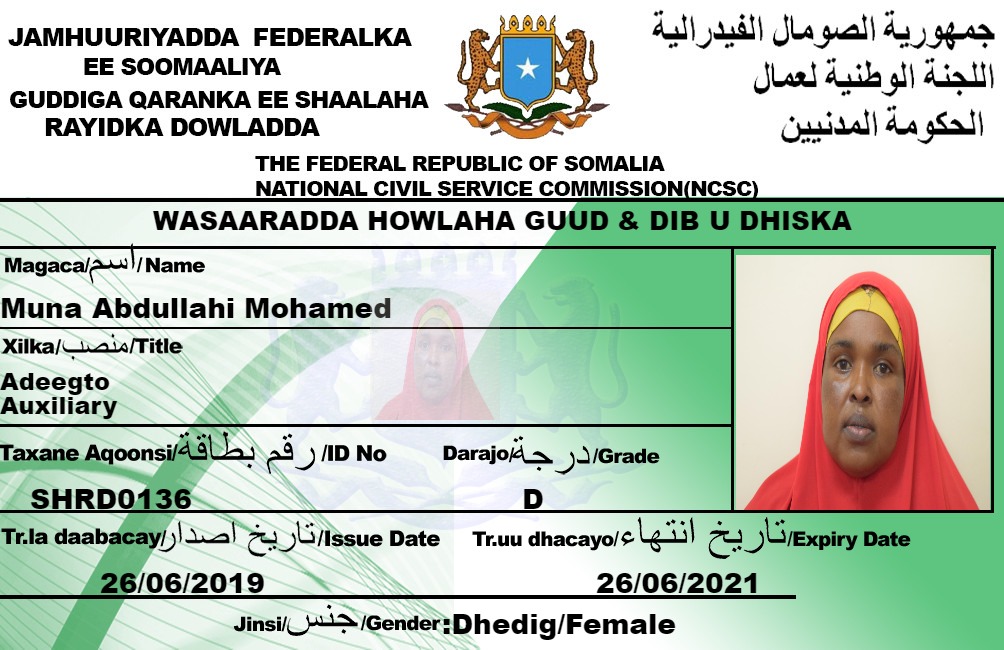 JAMHUURIYADDA FEDERALKA
EE SOOMAALIYA
GUDDIGA QARANKA EE SHAALAHA
RAYIDKA DOWLADDA
جمهورية الصومال الفيدرالية
اللجنة الوطنية لعمال
الحكومة المدنيين
THE FEDERAL REPUBLIC OF SOMALIA
NATIONAL CIVIL SERVICE COMMISSION(NCSC)
WASAARADDA HOWLAHA GUUD & DIB U DHISKA
Magaca/اسم/Name
Muna Abdullahi Mohamed
Xilka/منصب/Title
Adeegto
Auxiliary
Taxane Aqoonsi/رقم بطاقة/ID No
SHRD0136
Darajo/درجة/Grade
D
Tr.la daabacay/تاريخ اصدار/Issue Date
26/06/2019
Tr.uu dhacayo/تاريخ انتهاء/Expiry Date
26/06/2021
Jinsi/جنس/Gender:Dhedig/Female